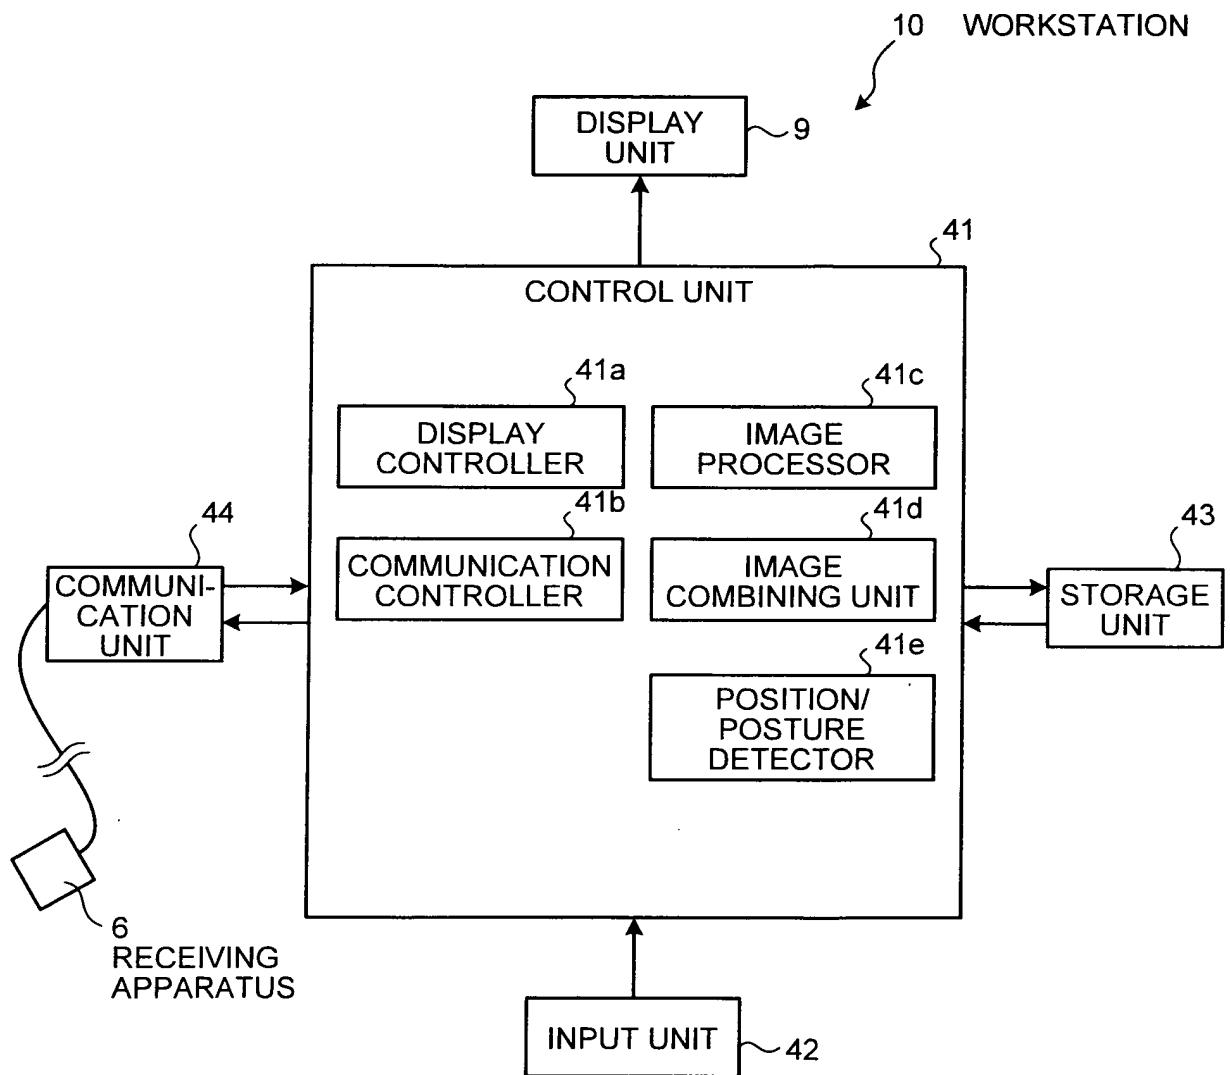 10 WORKSTATION
DISPLAY
UNIT
9
41
CONTROL UNIT
41a
DISPLAY
CONTROLLER
41c
IMAGE
PROCESSOR
41b
COMMUNICATION
CONTROLLER
41d
IMAGE
COMBINING UNIT
41e
POSITION/
POSTURE
DETECTOR
44
COMMUNI-
CATION
UNIT
43
STORAGE
UNIT
6
RECEIVING
APPARATUS
INPUT UNIT
42